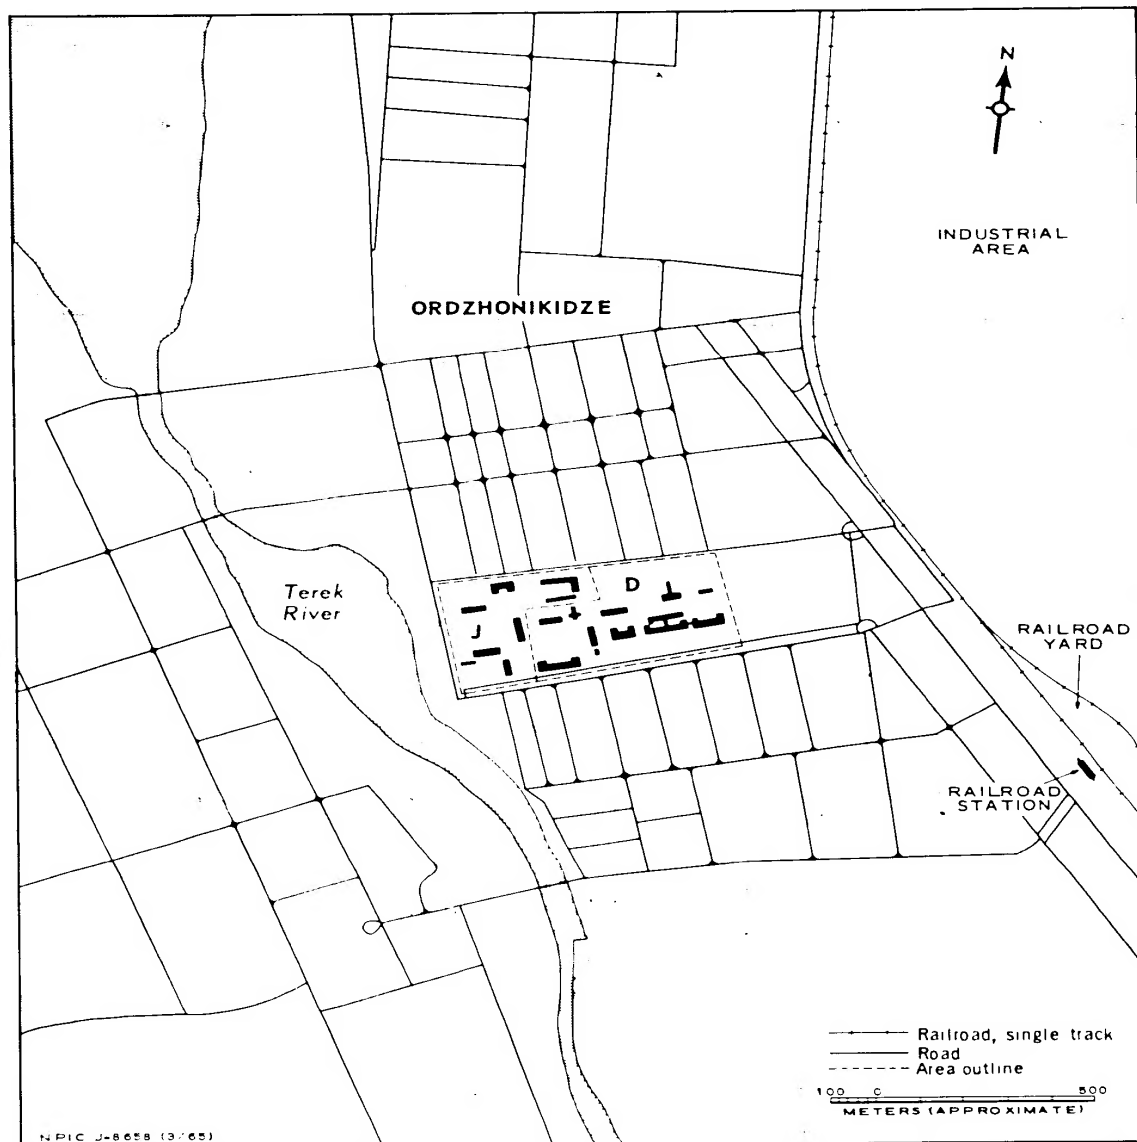 N
INDUSTRIAL
AREA
ORDZHONIKIDZE
Terek
River
D
J
RAILROAD
YARD
RAILROAD
STATION
Railroad, single track
Road
Area outline
100 0 500
METERS (APPROXIMATE)
NPIC J-8658 (3/65)